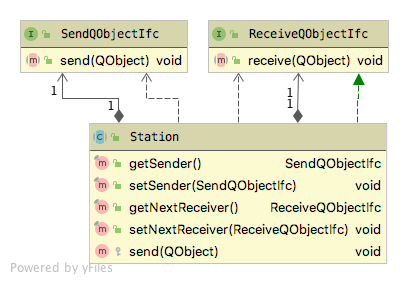 I SendQObjectIfc
m send(QObject) void
I ReceiveQObjectIfc
m receive(QObject) void
1
1
1
1
C Station
m getSender() SendQObjectIfc
m setSender(SendQObjectIfc) void
m getNextReceiver() ReceiveQObjectIfc
m setNextReceiver(ReceiveQObjectIfc) void
m send(QObject) void
Powered by yFiles